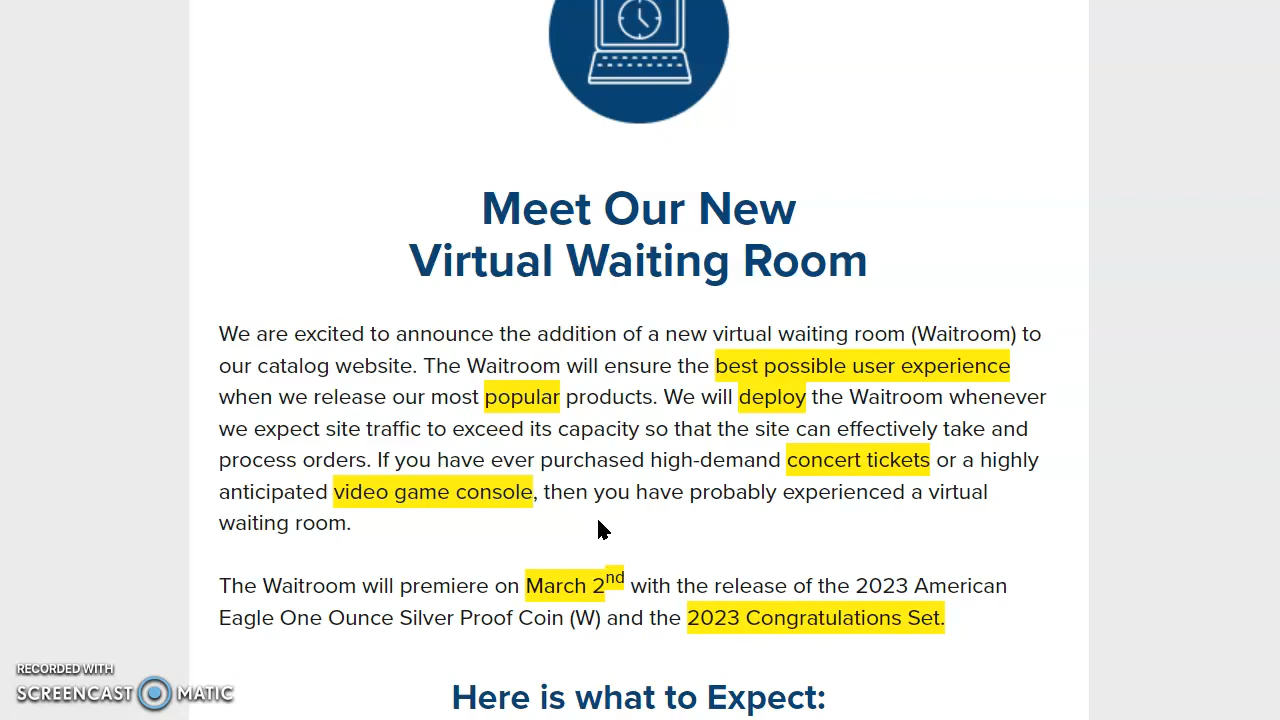 Meet Our New
Virtual Waiting Room
We are excited to announce the addition of a new virtual waiting room (Waitroom) to
our catalog website. The Waitroom will ensure the best possible user experience
when we release our most popular products. We will deploy the Waitroom whenever
we expect site traffic to exceed its capacity so that the site can effectively take and
process orders. If you have ever purchased high-demand concert tickets or a highly
anticipated video game console, then you have probably experienced a virtual
waiting room.
The Waitroom will premiere on March 2nd with the release of the 2023 American
Eagle One Ounce Silver Proof Coin (W) and the 2023 Congratulations Set.
Here is what to Expect:
RECORDED WITH
SCREENCAST MATIC